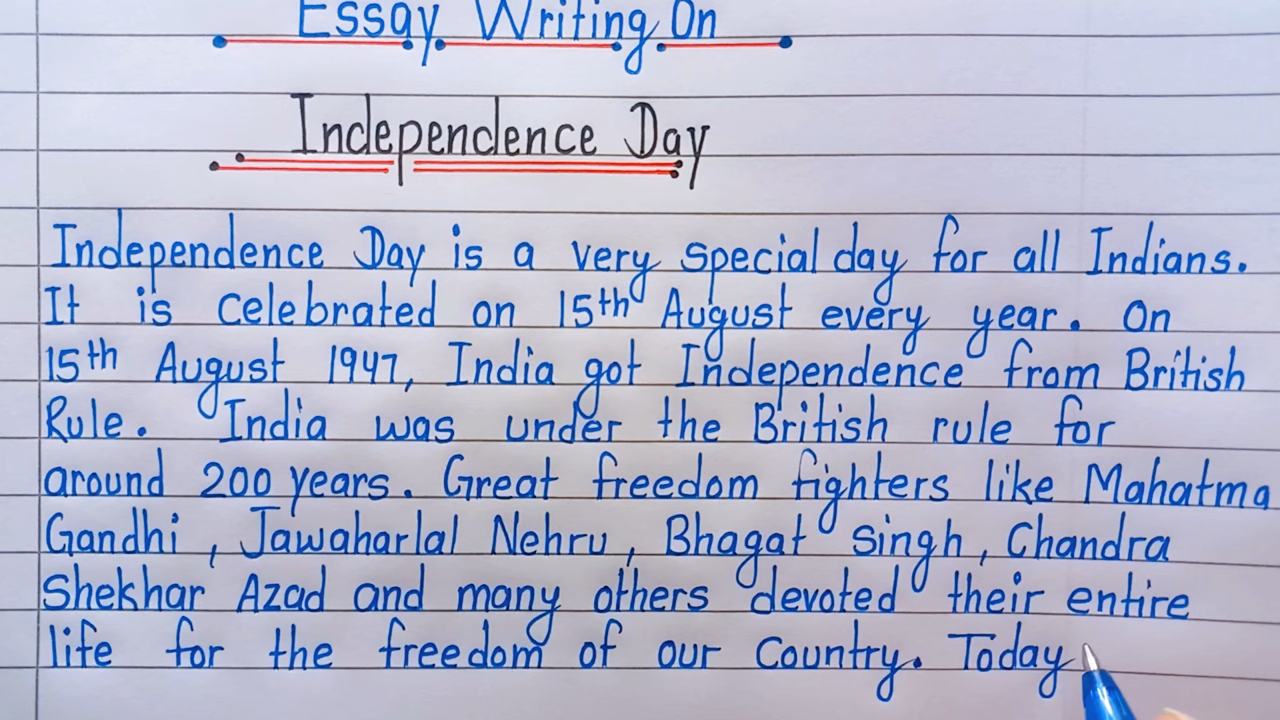 Essay Writing On
Independence Day
Independence Day is a very special day for all Indians.
It is celebrated on 15th August every year. On
15th August 1947, India got Independence from British
Rule. India was under the British rule for
around 200 years. Great freedom fighters like Mahatma
Gandhi, Jawaharlal Nehru, Bhagat Singh, Chandra
Shekhar Azad and many others devoted their entire
life for the freedom of our Country. Today